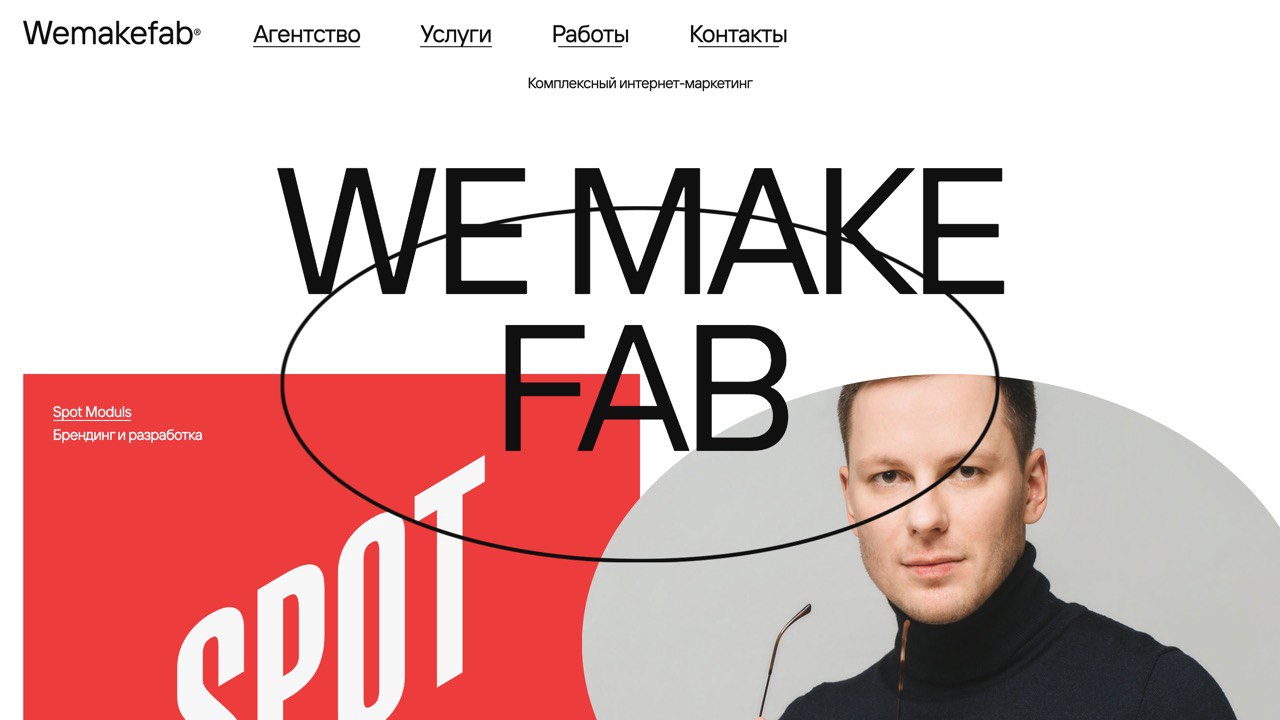 Wemakefab®
Агентство
Услуги
Работы
Контакты
Комплексный интернет-маркетинг
WE MAKE
FAB
Spot Moduls
Брендинг и разработка
SPOT